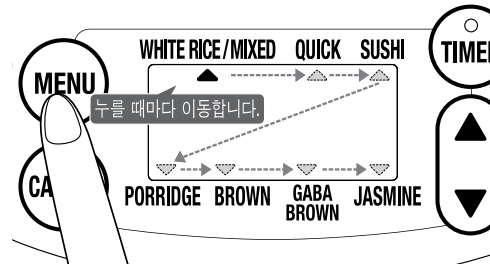 WHITE RICE/MIXED QUICK SUSHI
MENU
누를 때마다 이동합니다.
PORRIDGE BROWN GABA BROWN JASMINE